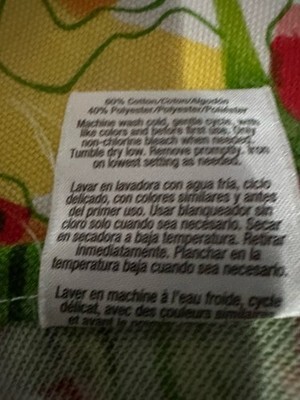 60% Cotton/Coton/Algodón
40% Polyester/Polyester/Poliéster
Machine wash cold, gentle cycle, with
like colors and before first use. Only
non-chlorine bleach when needed.
Tumble dry low. Remove promptly. Iron
on lowest setting as needed.
Lavar en lavadora con agua fría, ciclo
delicado, con colores similares y antes
del primer uso. Usar blanqueador sin
cloro solo cuando sea necesario. Secar
en secadora a baja temperatura. Retirar
inmediatamente. Planchar en la
temperatura baja cuando sea necesario.
Laver en machine à l'eau froide, cycle
délicat, avec des couleurs similaires
et avant le